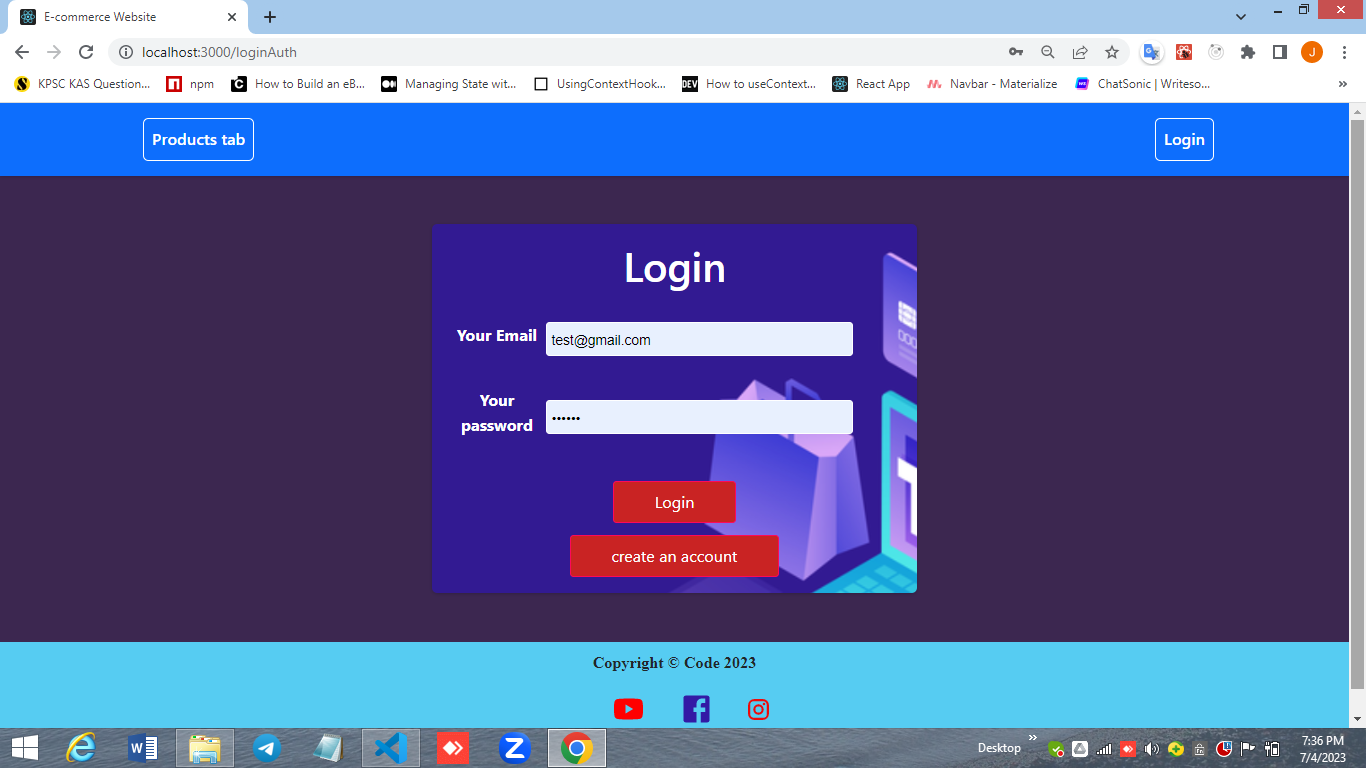 E-commerce Website
localhost:3000/loginAuth
J
KPSC KAS Question...
npm
How to Build an eB...
Managing State wit...
UsingContextHook...
DEV
How to useContext...
React App
Navbar - Materialize
ChatSonic | Writeso...
»
Products tab
Login
Login
Your Email
test@gmail.com
Your
password
••••••
Login
create an account
Copyright © Code 2023
Desktop
»
7:36 PM
7/4/2023